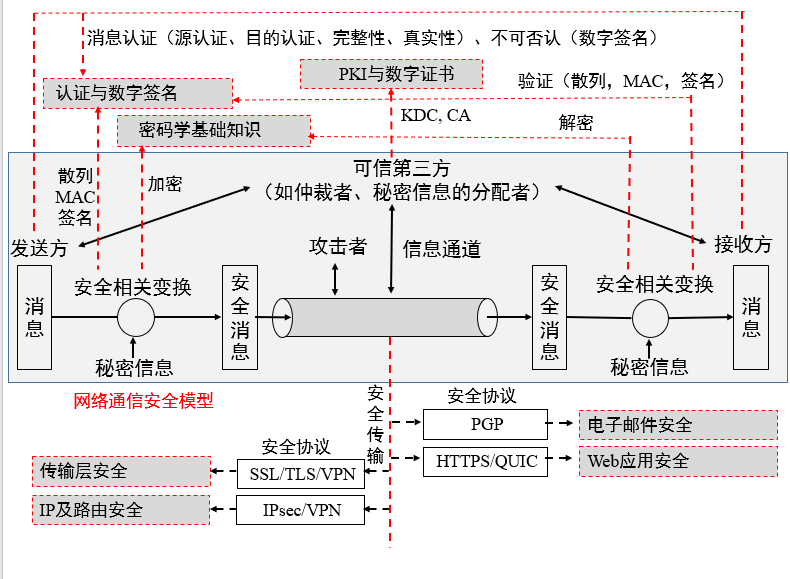 消息认证（源认证、目的认证、完整性、真实性）、不可否认（数字签名）
PKI与数字证书
认证与数字签名
验证（散列，MAC，签名）
KDC, CA
密码学基础知识
解密
可信第三方
（如仲裁者、秘密信息的分配者）
散列
MAC
签名
加密
发送方
攻击者
信息通道
接收方
安全相关变换
安全相关变换
消息
安全消息
安全消息
消息
秘密信息
秘密信息
网络通信安全模型
安全传输
安全协议
PGP
电子邮件安全
HTTPS/QUIC
Web应用安全
安全协议
传输层安全
SSL/TLS/VPN
IP及路由安全
IPsec/VPN